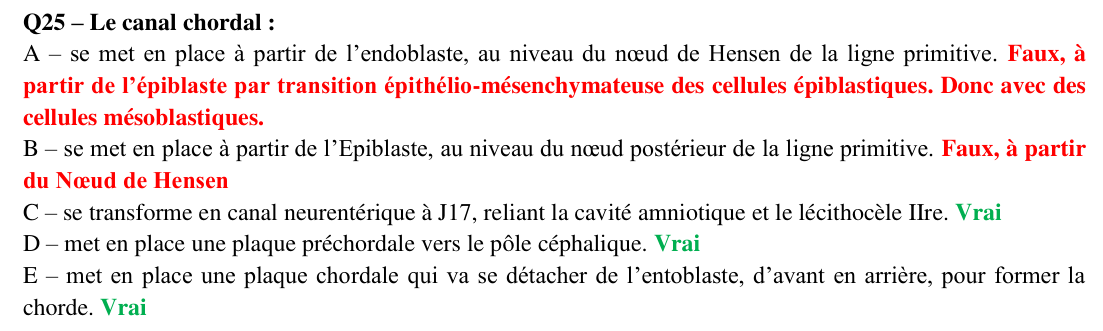 Q25 – Le canal chordal :
A – se met en place à partir de l'endoblaste, au niveau du nœud de Hensen de la ligne primitive. Faux, à
partir de l'épiblaste par transition épithélio-mésenchymateuse des cellules épiblastiques. Donc avec des
cellules mésoblastiques.
B – se met en place à partir de l'Epiblaste, au niveau du nœud postérieur de la ligne primitive. Faux, à partir
du Nœud de Hensen
C – se transforme en canal neurentérique à J17, reliant la cavité amniotique et le lécithocèle IIre. Vrai
D – met en place une plaque préchordale vers le pôle céphalique. Vrai
E – met en place une plaque chordale qui va se détacher de l'entoblaste, d'avant en arrière, pour former la
chorde. Vrai